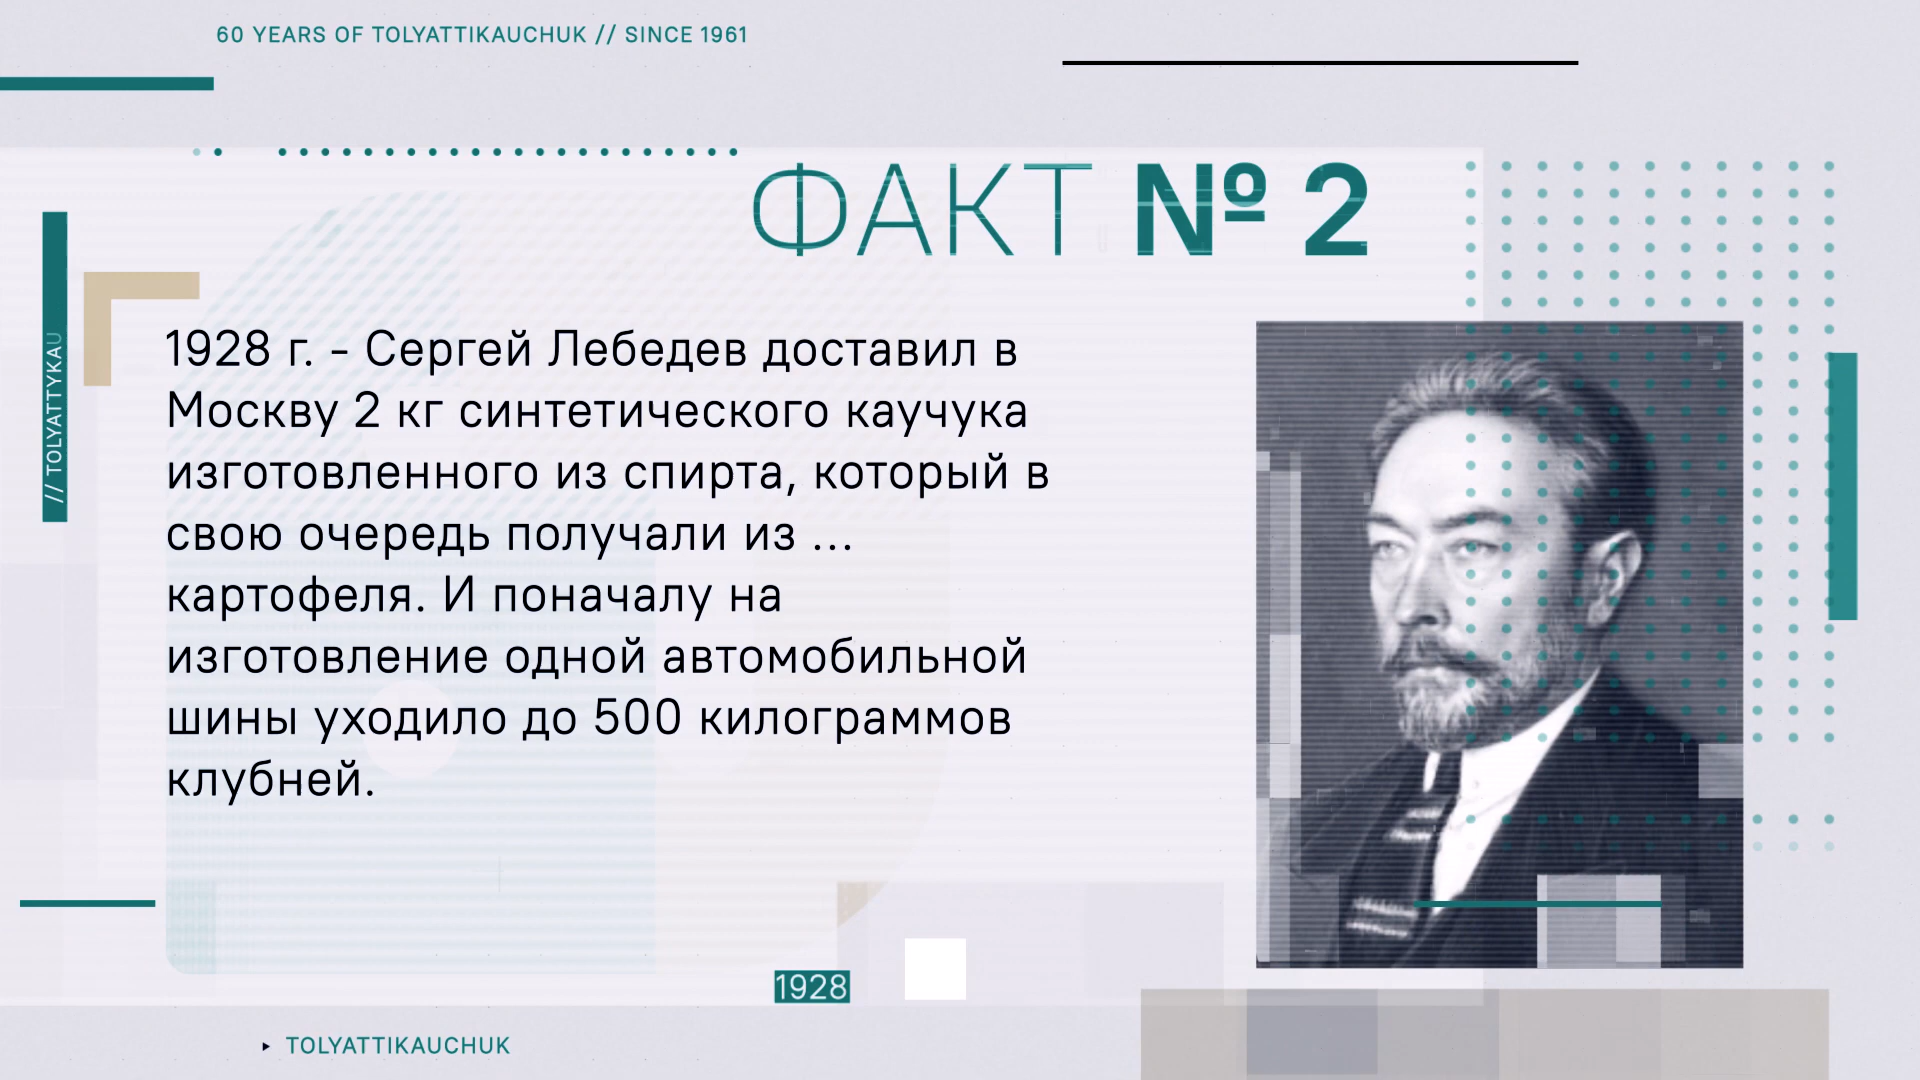 60 YEARS OF TOLYATTIKAUCHUK // SINCE 1961
ФАКТ № 2
// TOLYATTYKAU
1928 г. - Сергей Лебедев доставил в
Москву 2 кг синтетического каучука
изготовленного из спирта, который в
свою очередь получали из ...
картофеля. И поначалу на
изготовление одной автомобильной
шины уходило до 500 килограммов
клубней.
1928
TOLYATTIKAUCHUK